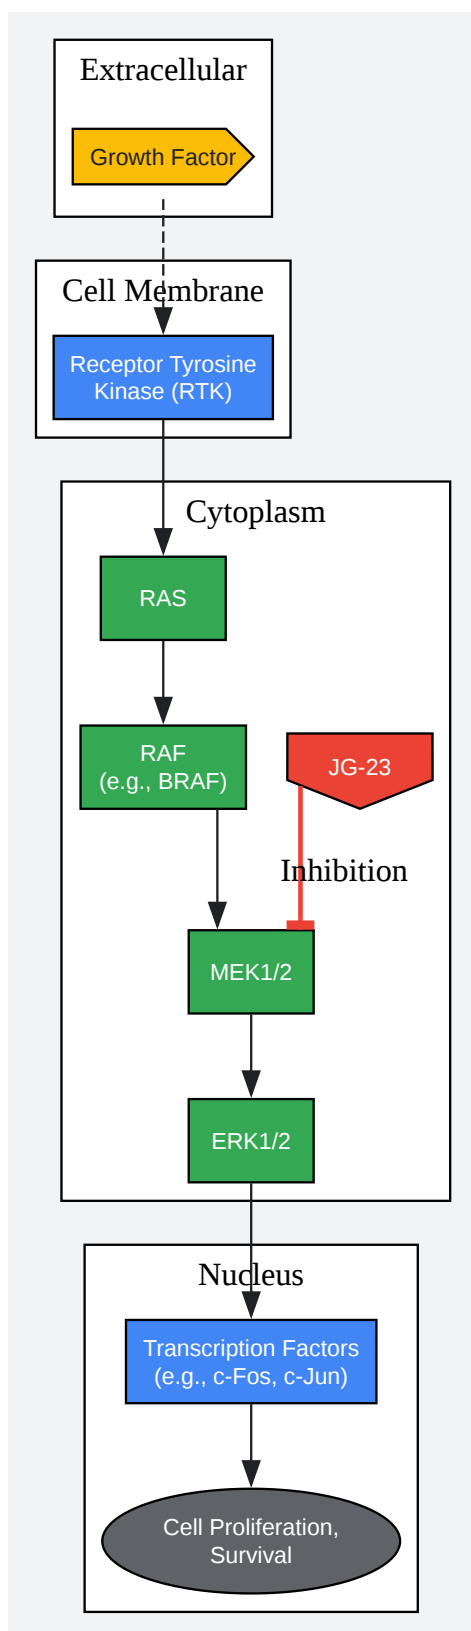 Extracellular
Growth Factor
Cell Membrane
Receptor Tyrosine
Kinase (RTK)
Cytoplasm
RAS
RAF
(e.g., BRAF)
JG-23
Inhibition
MEK1/2
ERK1/2
Nucleus
Transcription Factors
(e.g., c-Fos, c-Jun)
Cell Proliferation,
Survival